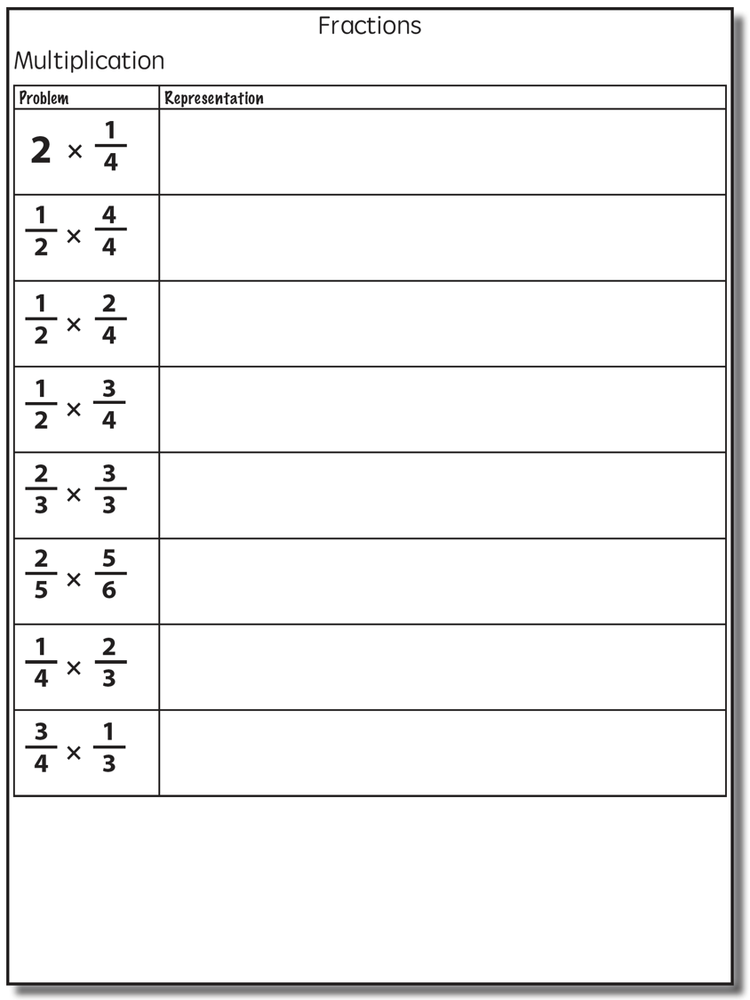 Fractions
Multiplication
Problem Representation
2 × 1/4
1/2 × 4/4
1/2 × 2/4
1/2 × 3/4
2/3 × 3/3
2/5 × 5/6
1/4 × 2/3
3/4 × 1/3